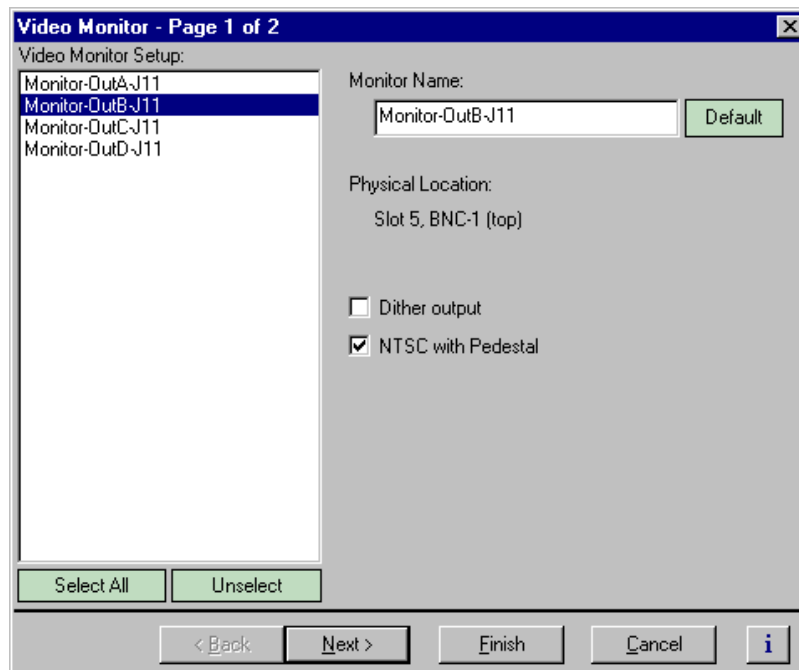 Video Monitor - Page 1 of 2
Video Monitor Setup:
Monitor-OutA-J11
Monitor-OutB-J11
Monitor-OutC-J11
Monitor-OutD-J11
Select All
Unselect
Monitor Name:
Monitor-OutB-J11
Default
Physical Location:
Slot 5, BNC-1 (top)
Dither output
NTSC with Pedestal
< Back
Next >
Finish
Cancel
i